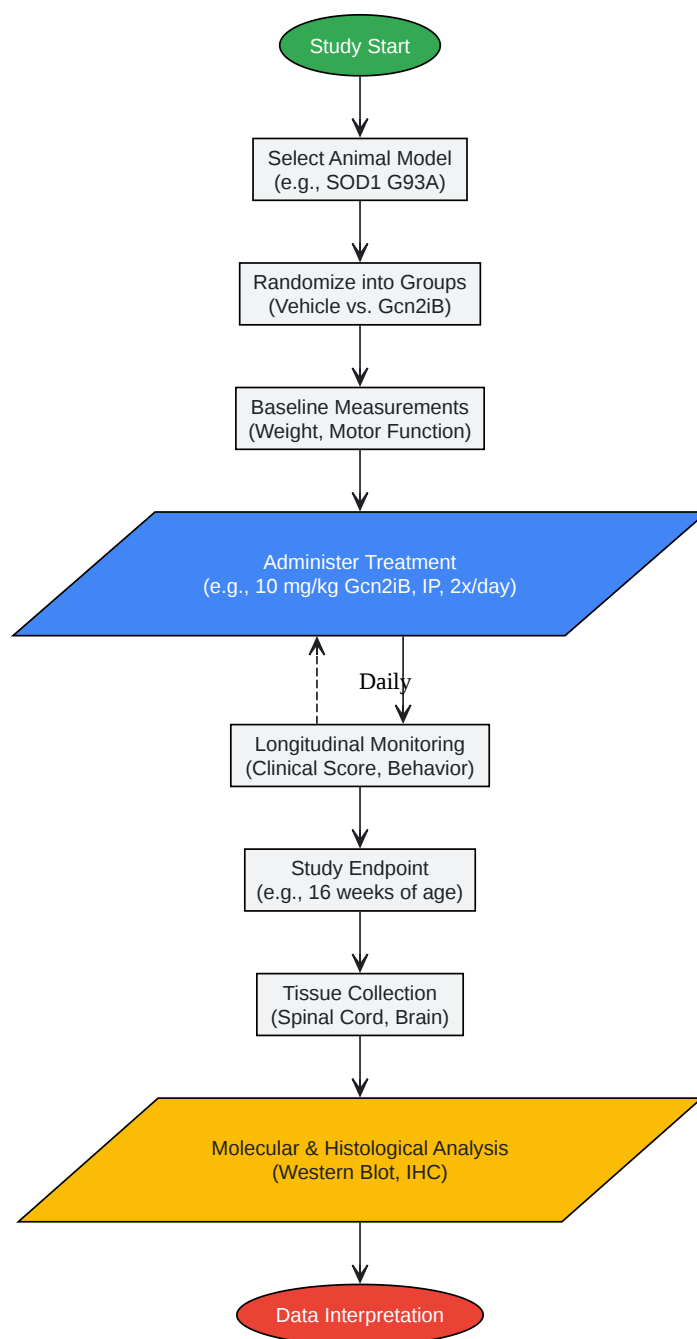 Study Start
Select Animal Model
(e.g., SOD1 G93A)
Randomize into Groups
(Vehicle vs. Gcn2iB)
Baseline Measurements
(Weight, Motor Function)
Administer Treatment
(e.g., 10 mg/kg Gcn2iB, IP, 2x/day)
Daily
Longitudinal Monitoring
(Clinical Score, Behavior)
Study Endpoint
(e.g., 16 weeks of age)
Tissue Collection
(Spinal Cord, Brain)
Molecular & Histological Analysis
(Western Blot, IHC)
Data Interpretation